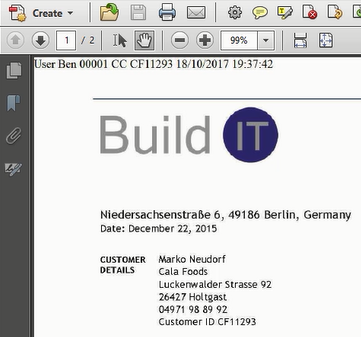 Create
1 / 2
99%
User Ben 00001 CC CF11293 18/10/2017 19:37:42
Build IT
Niedersachsenstraße 6, 49186 Berlin, Germany
Date: December 22, 2015
CUSTOMER DETAILS
Marko Neudorf
Cala Foods
Luckenwalder Strasse 92
26427 Holtgast
04971 98 89 92
Customer ID CF11293